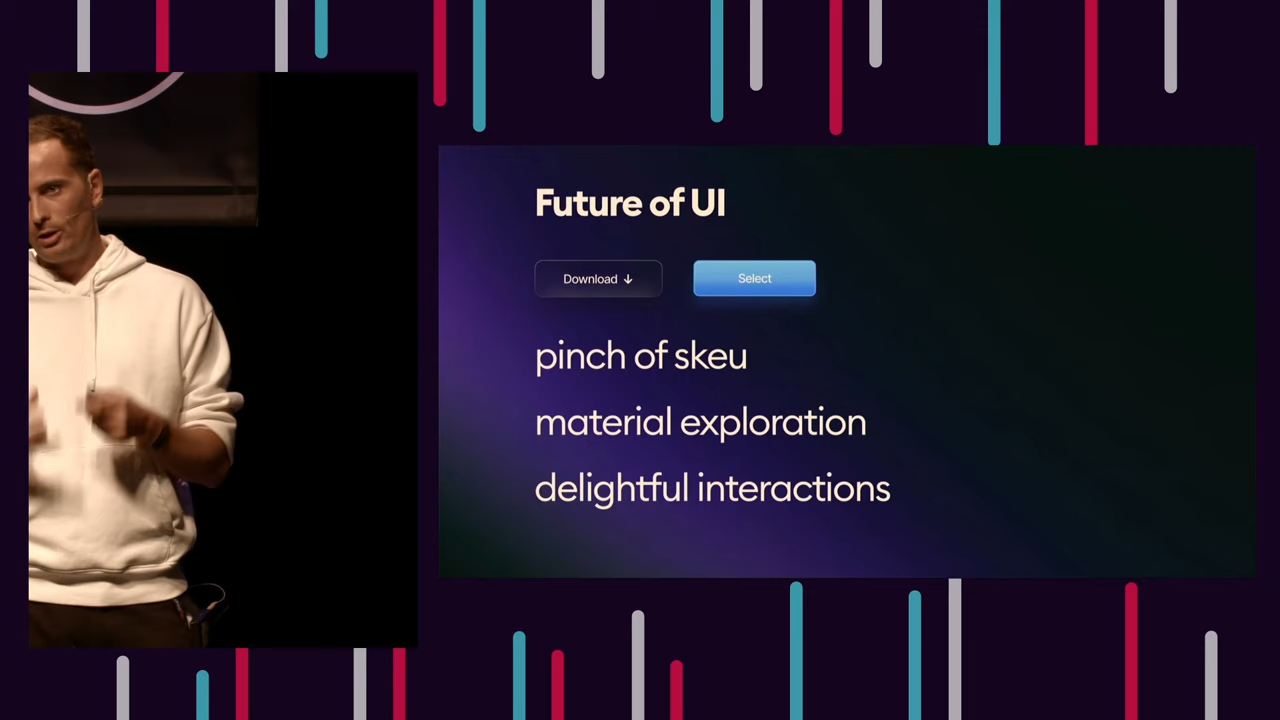 Future of UI
Download ↓
Select
pinch of skeu
material exploration
delightful interactions